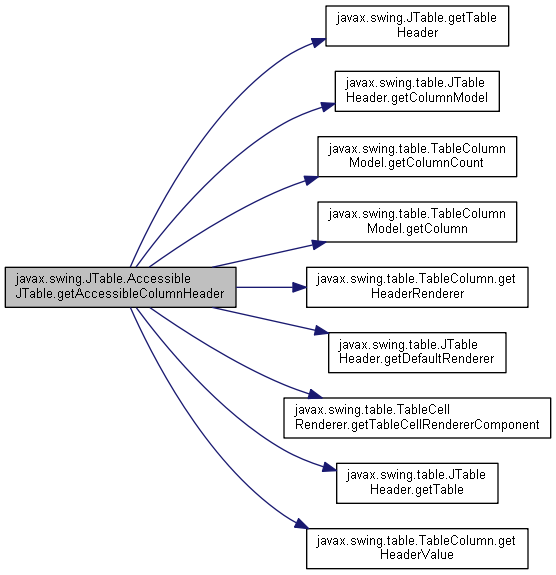 javax.swing.JTable.getTable
Header
javax.swing.table.JTable
Header.getColumnModel
javax.swing.table.TableColumn
Model.getColumnCount
javax.swing.table.TableColumn
Model.getColumn
javax.swing.JTable.Accessible
JTable.getAccessibleColumnHeader
javax.swing.table.TableColumn.get
HeaderRenderer
javax.swing.table.JTable
Header.getDefaultRenderer
javax.swing.table.TableCell
Renderer.getTableCellRendererComponent
javax.swing.table.JTable
Header.getTable
javax.swing.table.TableColumn.get
HeaderValue